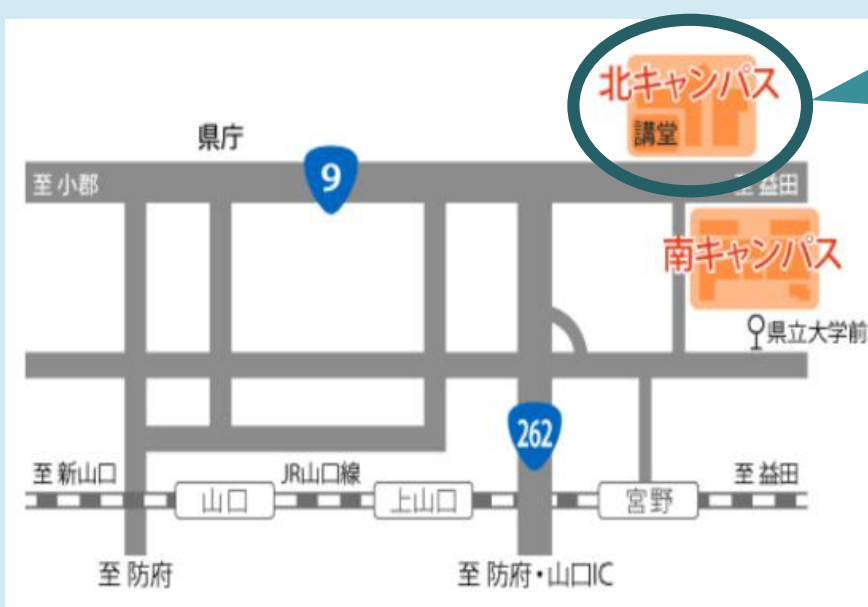 北キャンパス
講堂
県庁
至 小郡
9
至 益田
南キャンパス
県立大学前
262
至 新山口
JR山口線
至 益田
山口
上山口
宮野
至 防府
至 防府・山口IC